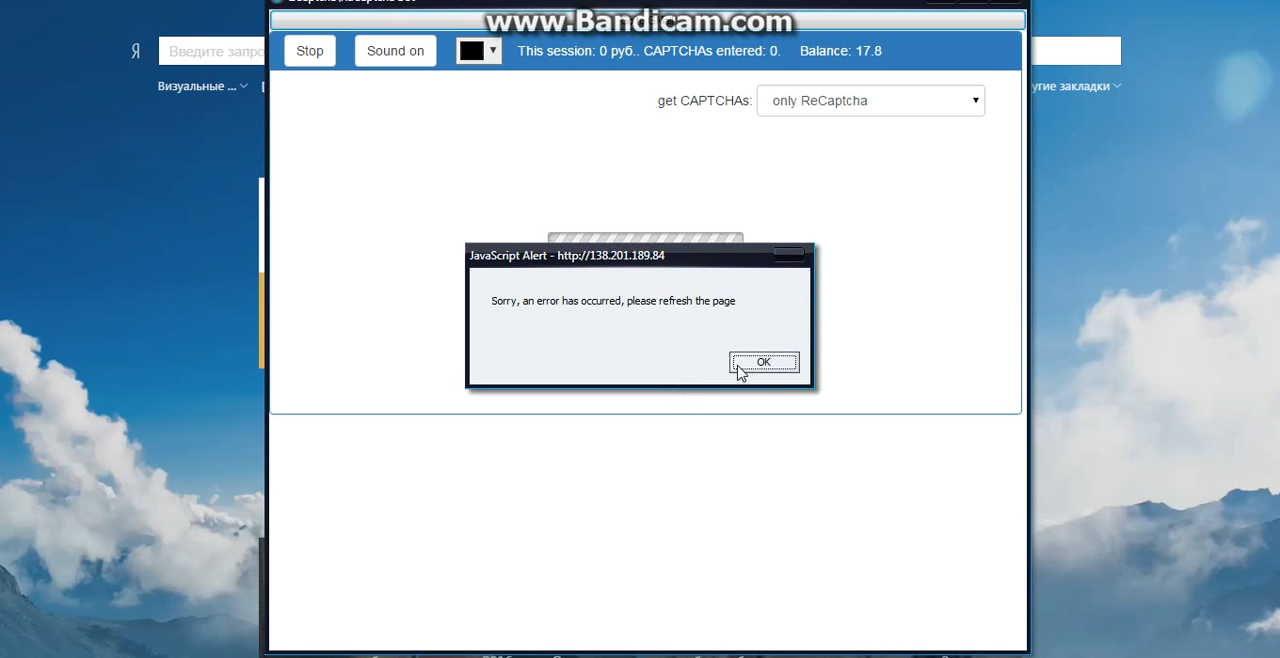 www.Bandicam.com
Я
Введите запро
Stop
Sound on
This session: 0 руб.. CAPTCHAs entered: 0.
Balance: 17.8
Визуальные ...
угие закладки
get CAPTCHAs:
only ReCaptcha
JavaScript Alert - http://138.201.189.84
Sorry, an error has occurred, please refresh the page
OK